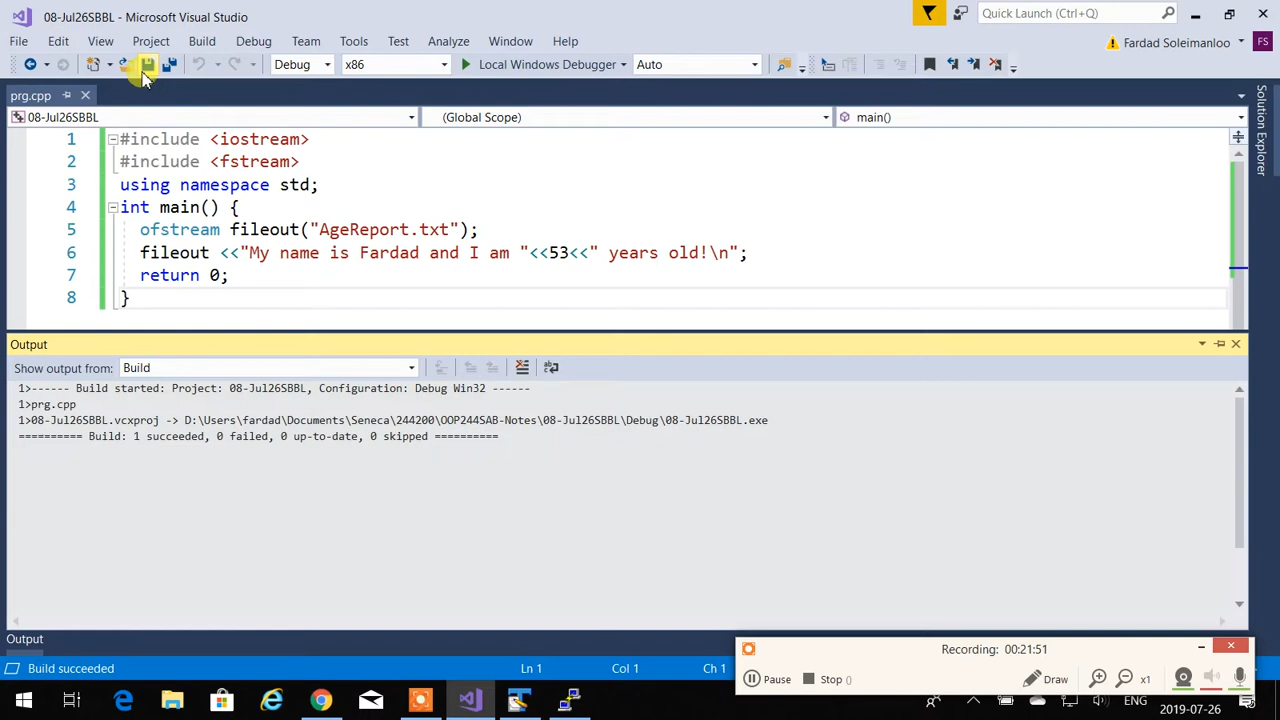 08-Jul26SBBL - Microsoft Visual Studio
Quick Launch (Ctrl+Q)
File Edit View Project Build Debug Team Tools Test Analyze Window Help
Fardad Soleimanloo FS
Debug x86 Local Windows Debugger Auto
prg.cpp
08-Jul26SBBL (Global Scope) main()
Solution Explorer
1 #include <iostream>
2 #include <fstream>
3 using namespace std;
4 int main() {
5 ofstream fileout("AgeReport.txt");
6 fileout <<"My name is Fardad and I am "<<53<<" years old!\n";
7 return 0;
8 }
Output
Show output from: Build
1>------ Build started: Project: 08-Jul26SBBL, Configuration: Debug Win32 ------
1>prg.cpp
1>08-Jul26SBBL.vcxproj -> D:\Users\fardad\Documents\Seneca\244200\OOP244SAB-Notes\08-Jul26SBBL\Debug\08-Jul26SBBL.exe
========== Build: 1 succeeded, 0 failed, 0 up-to-date, 0 skipped ==========
Output
Recording: 00:21:51
Build succeeded Ln 1 Col 1 Ch 1
Pause Stop () Draw x1
ENG
2019-07-26